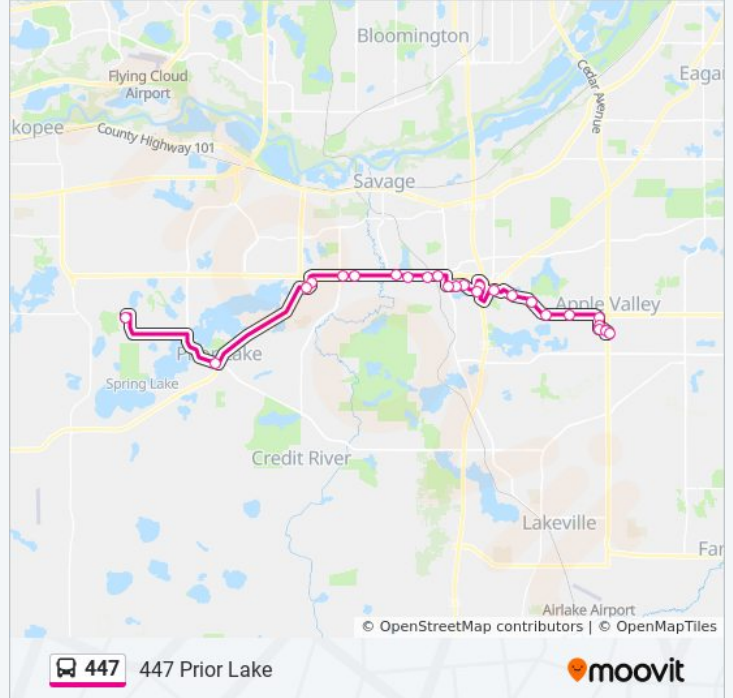 Bloomington
Flying Cloud
Airport
Eagan
Cedar Avenue
kopee
County Highway 101
Savage
Apple Valley
Prior Lake
Spring Lake
Credit River
Lakeville
Far
Airlake Airport
© OpenStreetMap contributors | © OpenMapTiles
447 447 Prior Lake
moovit